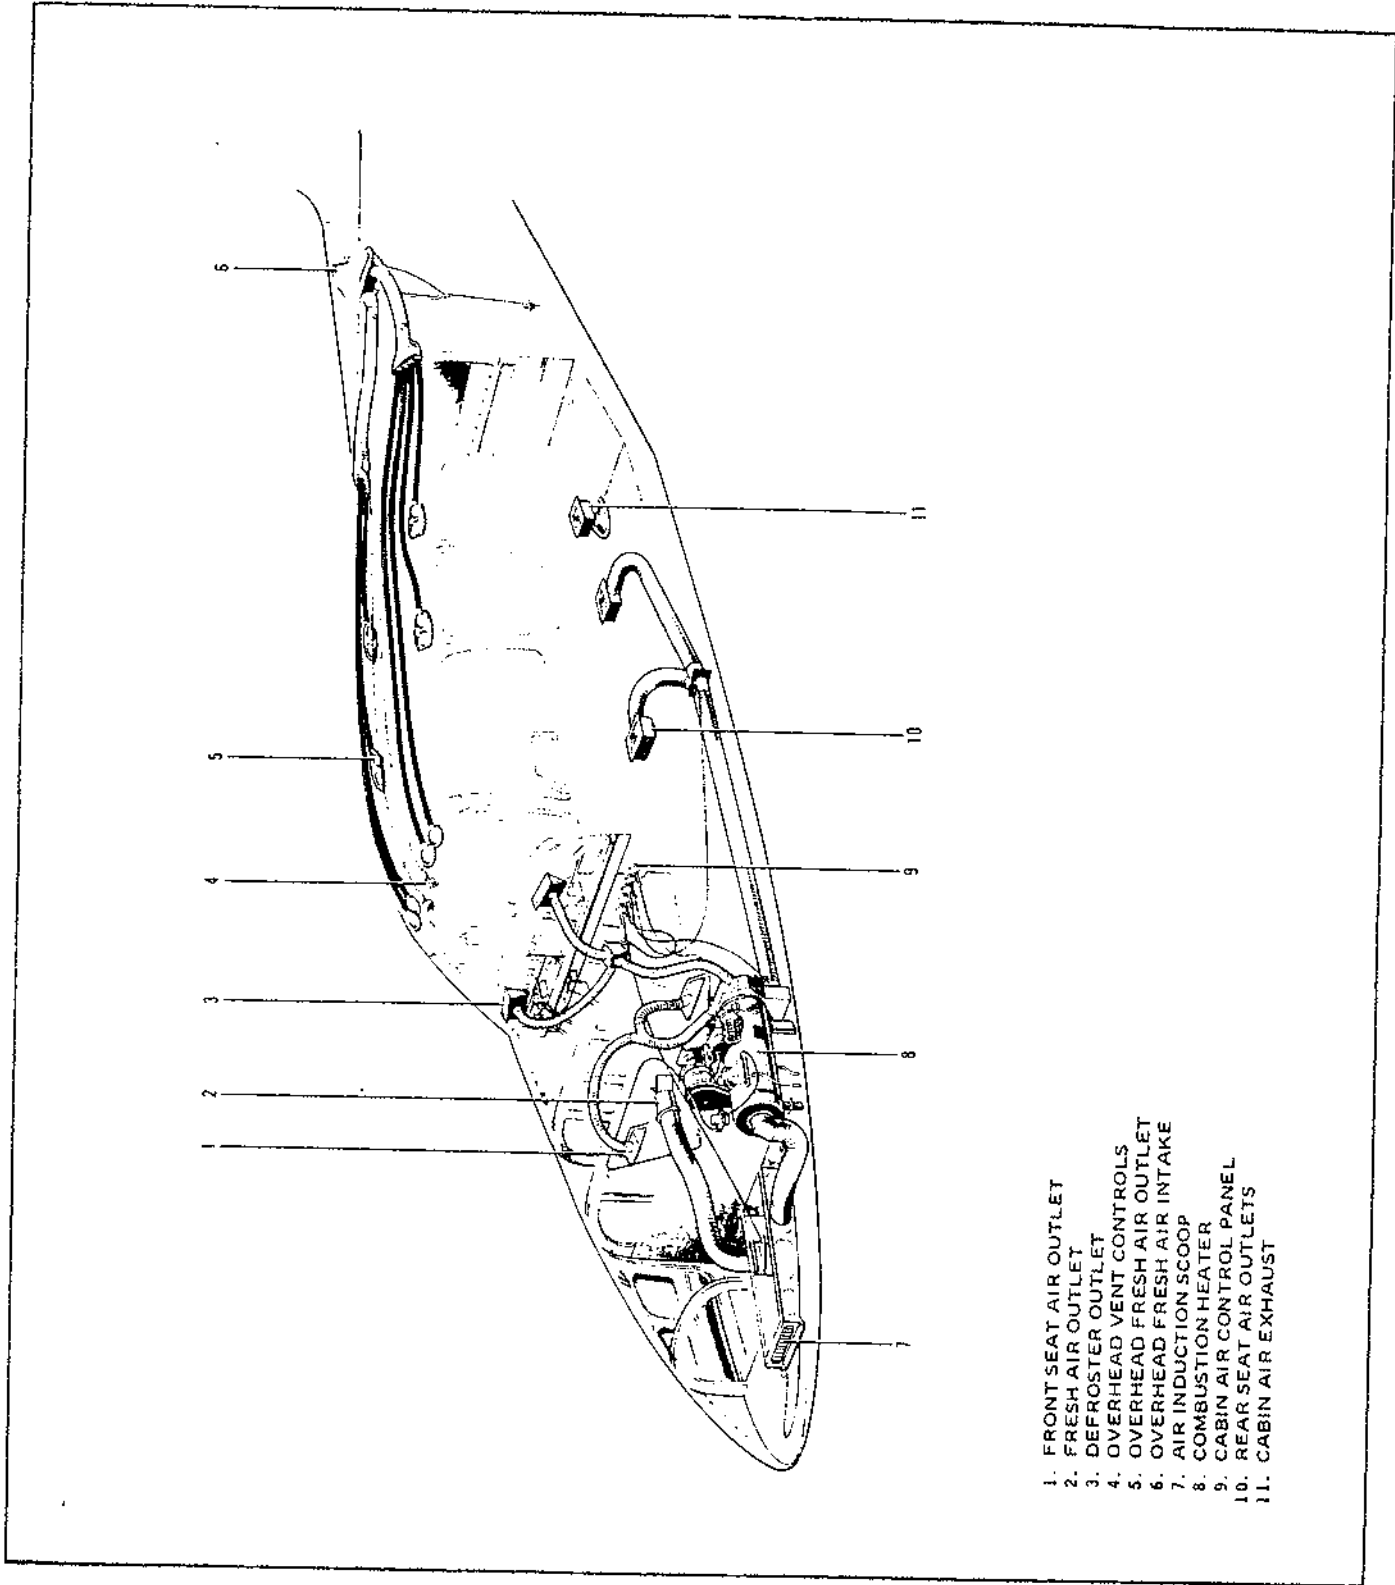 6
5
4
3
2
1
11
10
9
8
7
1. FRONT SEAT AIR OUTLET
2. FRESH AIR OUTLET
3. DEFROSTER OUTLET
4. OVERHEAD VENT CONTROLS
5. OVERHEAD FRESH AIR OUTLET
6. OVERHEAD FRESH AIR INTAKE
7. AIR INDUCTION SCOOP
8. COMBUSTION HEATER
9. CABIN AIR CONTROL PANEL
10. REAR SEAT AIR OUTLETS
11. CABIN AIR EXHAUST